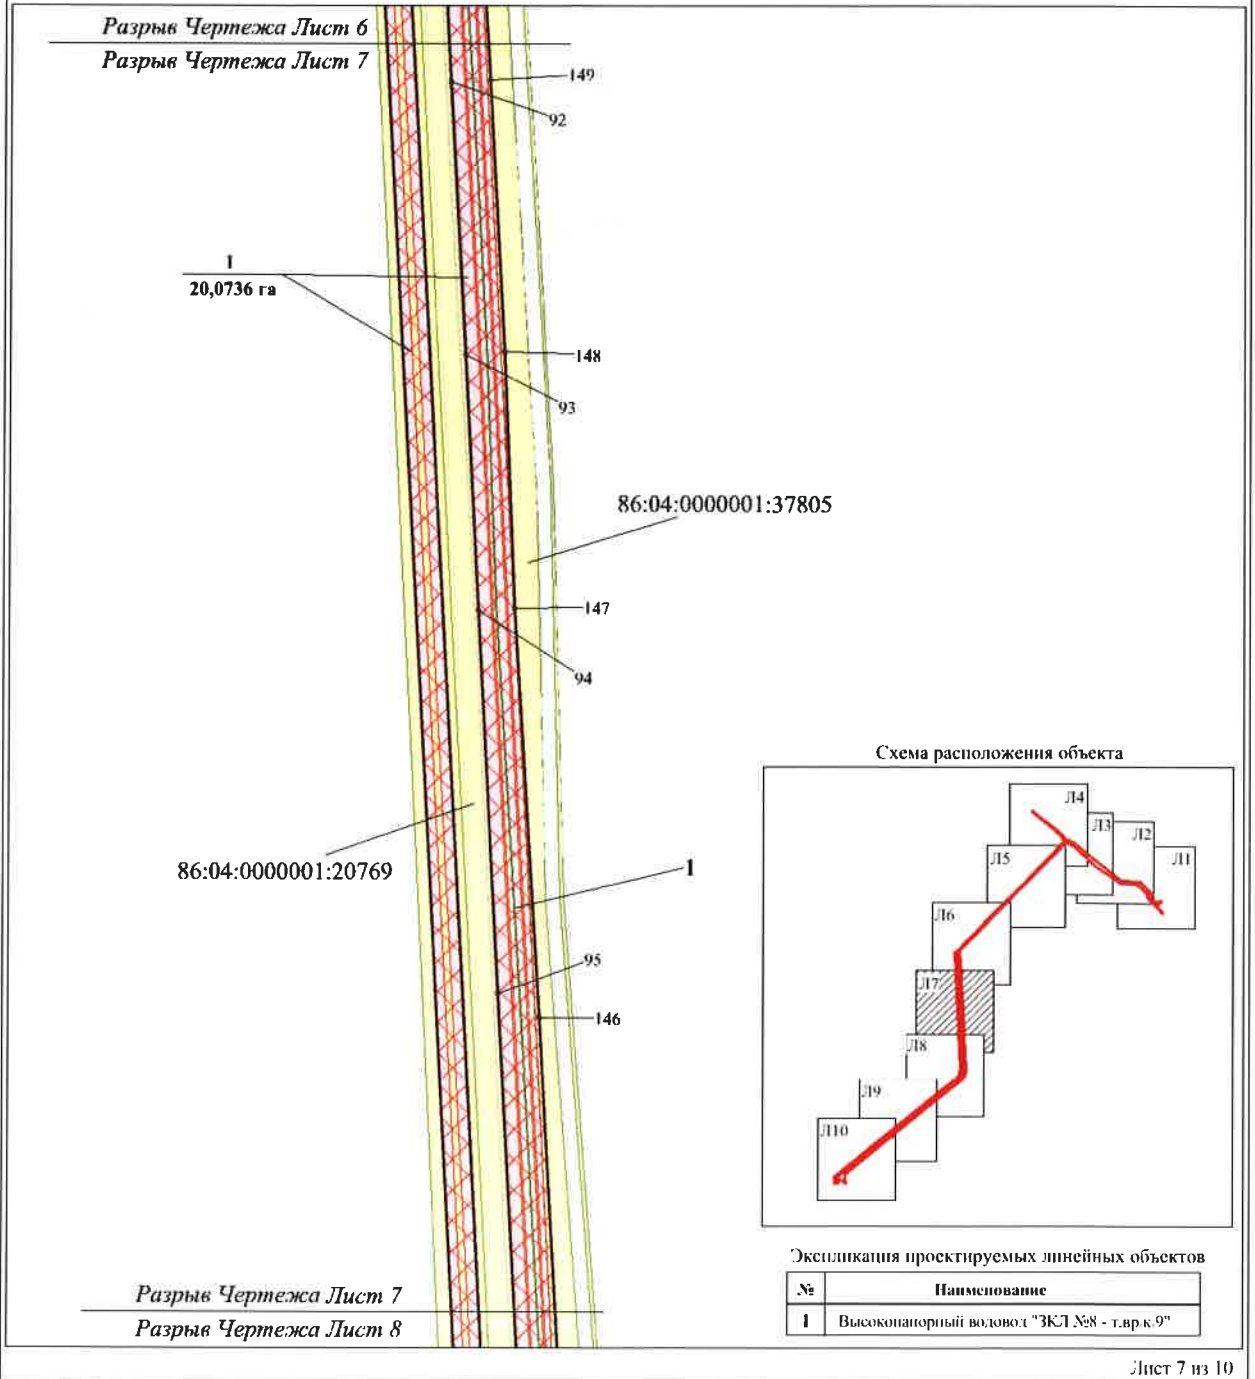 Разрыв Чертежа Лист 6
Разрыв Чертежа Лист 7
149
92
1
20,0736 га
148
93
86:04:0000001:37805
147
94
Схема расположения объекта
Л4
Л3
Л2
Л1
Л5
Л6
Л7
Л8
Л9
Л10
86:04:0000001:20769
1
95
146
Экспликация проектируемых линейных объектов
№ Наименование
1 Высоконапорный водовод "ЗКЛ №8 - т.вр.к.9"
Разрыв Чертежа Лист 7
Разрыв Чертежа Лист 8
Лист 7 из 10